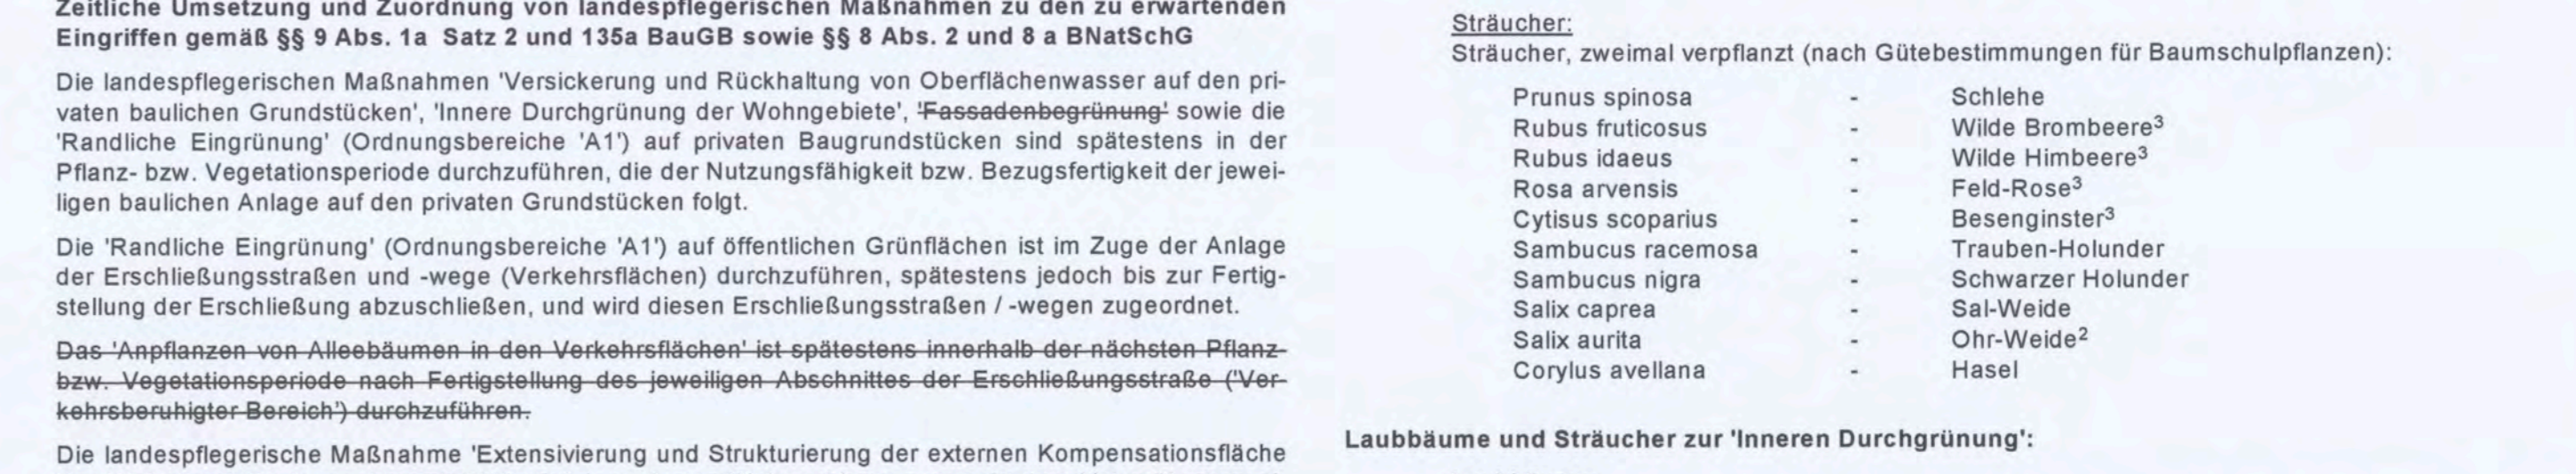 Zeitliche Umsetzung und Zuordnung von landespflegerischen Maßnahmen zu den zu erwartenden
Eingriffen gemäß §§ 9 Abs. 1a Satz 2 und 135a BauGB sowie §§ 8 Abs. 2 und 8 a BNatSchG
Die landespflegerischen Maßnahmen 'Versickerung und Rückhaltung von Oberflächenwasser auf den pri-
vaten baulichen Grundstücken', 'Innere Durchgrünung der Wohngebiete', 'Fassadenbegrünung' sowie die
'Randliche Eingrünung' (Ordnungsbereiche 'A1') auf privaten Baugrundstücken sind spätestens in der
Pflanz- bzw. Vegetationsperiode durchzuführen, die der Nutzungsfähigkeit bzw. Bezugsfertigkeit der jewei-
ligen baulichen Anlage auf den privaten Grundstücken folgt.
Die 'Randliche Eingrünung' (Ordnungsbereiche 'A1') auf öffentlichen Grünflächen ist im Zuge der Anlage
der Erschließungsstraßen und -wege (Verkehrsflächen) durchzuführen, spätestens jedoch bis zur Fertig-
stellung der Erschließung abzuschließen, und wird diesen Erschließungsstraßen / -wegen zugeordnet.
Das 'Anpflanzen von Alleebäumen in den Verkehrsflächen' ist spätestens innerhalb der nächsten Pflanz-
bzw. Vegetationsperiode nach Fertigstellung des jeweiligen Abschnittes der Erschließungsstraße ('Ver-
kehrsberuhigter Bereich') durchzuführen.
Die landespflegerische Maßnahme 'Extensivierung und Strukturierung der externen Kompensationsfläche
Sträucher:
Sträucher, zweimal verpflanzt (nach Gütebestimmungen für Baumschulpflanzen):
Prunus spinosa - Schlehe
Rubus fruticosus - Wilde Brombeere³
Rubus idaeus - Wilde Himbeere³
Rosa arvensis - Feld-Rose³
Cytisus scoparius - Besenginster³
Sambucus racemosa - Trauben-Holunder
Sambucus nigra - Schwarzer Holunder
Salix caprea - Sal-Weide
Salix aurita - Ohr-Weide²
Corylus avellana - Hasel
Laubbäume und Sträucher zur 'Inneren Durchgrünung':